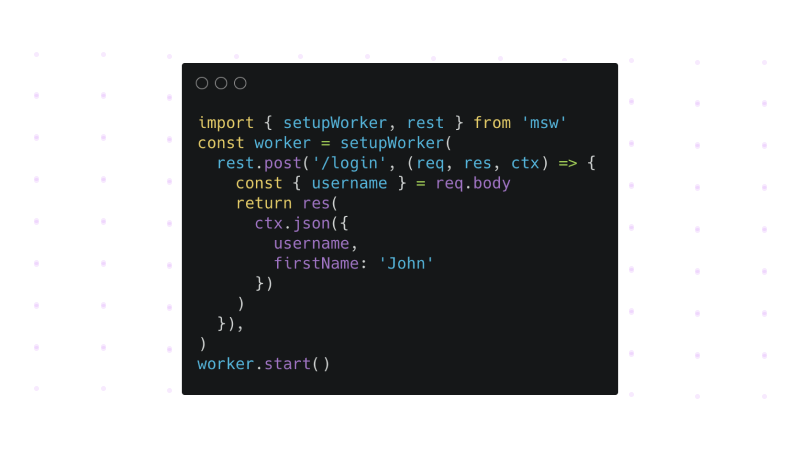 import { setupWorker, rest } from 'msw'
const worker = setupWorker(
  rest.post('/login', (req, res, ctx) => {
    const { username } = req.body
    return res(
      ctx.json({
        username,
        firstName: 'John'
      })
    )
  }),
)
worker.start()